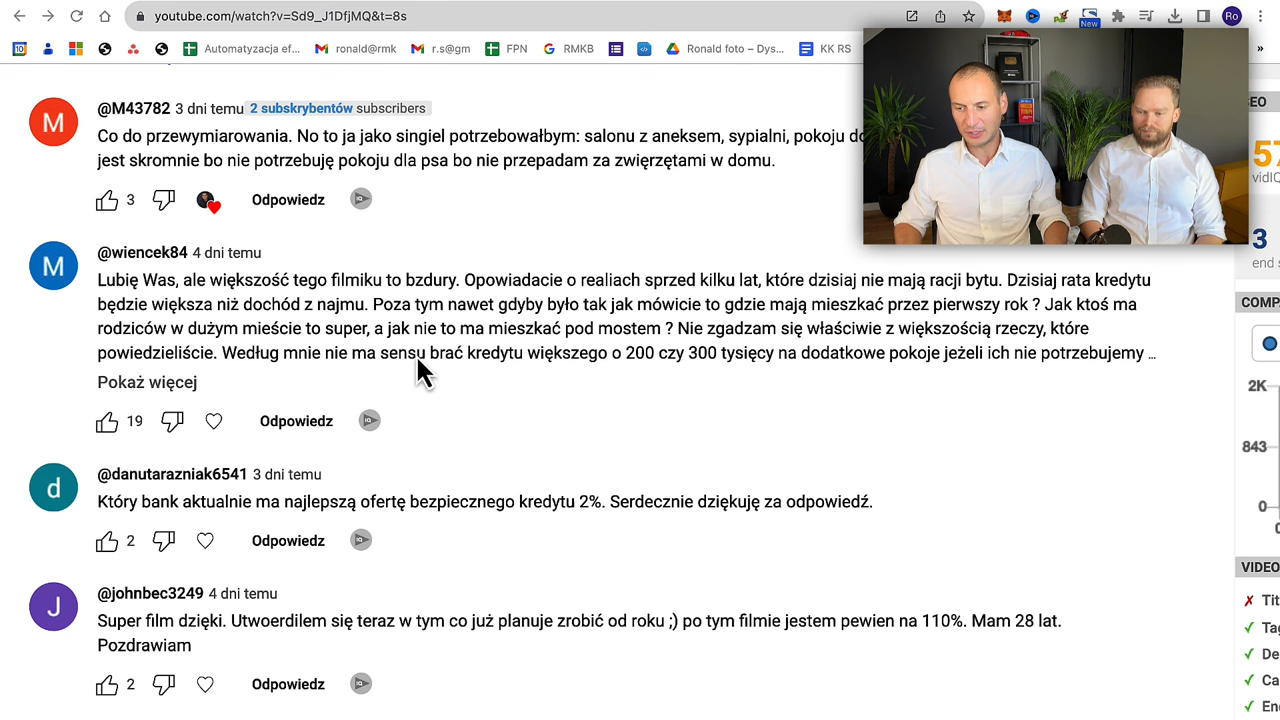 youtube.com/watch?v=Sd9_J1DfjMQ&t=8s
New
Ro
Automatyzacja ef...
ronald@rmk
r.s@gm
FPN
RMKB
Ronald foto – Dys...
KK RS
»
@M43782 3 dni temu 2 subskrybentów subscribers
Co do przewymiarowania. No to ja jako singiel potrzebowałbym: salonu z aneksem, sypialni, pokoju do
jest skromnie bo nie potrzebuję pokoju dla psa bo nie przepadam za zwięrzętami w domu.
3 Odpowiedz
@wiencek84 4 dni temu
Lubię Was, ale większość tego filmiku to bzdury. Opowiadacie o realiach sprzed kilku lat, które dzisiaj nie mają racji bytu. Dzisiaj rata kredytu
będzie większa niż dochód z najmu. Poza tym nawet gdyby było tak jak mówicie to gdzie mają mieszkać przez pierwszy rok ? Jak ktoś ma
rodziców w dużym mieście to super, a jak nie to ma mieszkać pod mostem ? Nie zgadzam się właściwie z większością rzeczy, które
powiedzieliście. Według mnie nie ma sensu brać kredytu większego o 200 czy 300 tysięcy na dodatkowe pokoje jeżeli ich nie potrzebujemy ...
Pokaż więcej
19 Odpowiedz
@danutarazniak6541 3 dni temu
Który bank aktualnie ma najlepszą ofertę bezpiecznego kredytu 2%. Serdecznie dziękuję za odpowiedź.
2 Odpowiedz
@johnbec3249 4 dni temu
Super film dzięki. Utwoerdilem się teraz w tym co już planuje zrobić od roku ;) po tym filmie jestem pewien na 110%. Mam 28 lat.
Pozdrawiam
2 Odpowiedz
M
M
d
J
EO
57
vidIQ
3
end s
COMP
2K
843
0
VIDEO
Tit
Tag
De
Ca
End